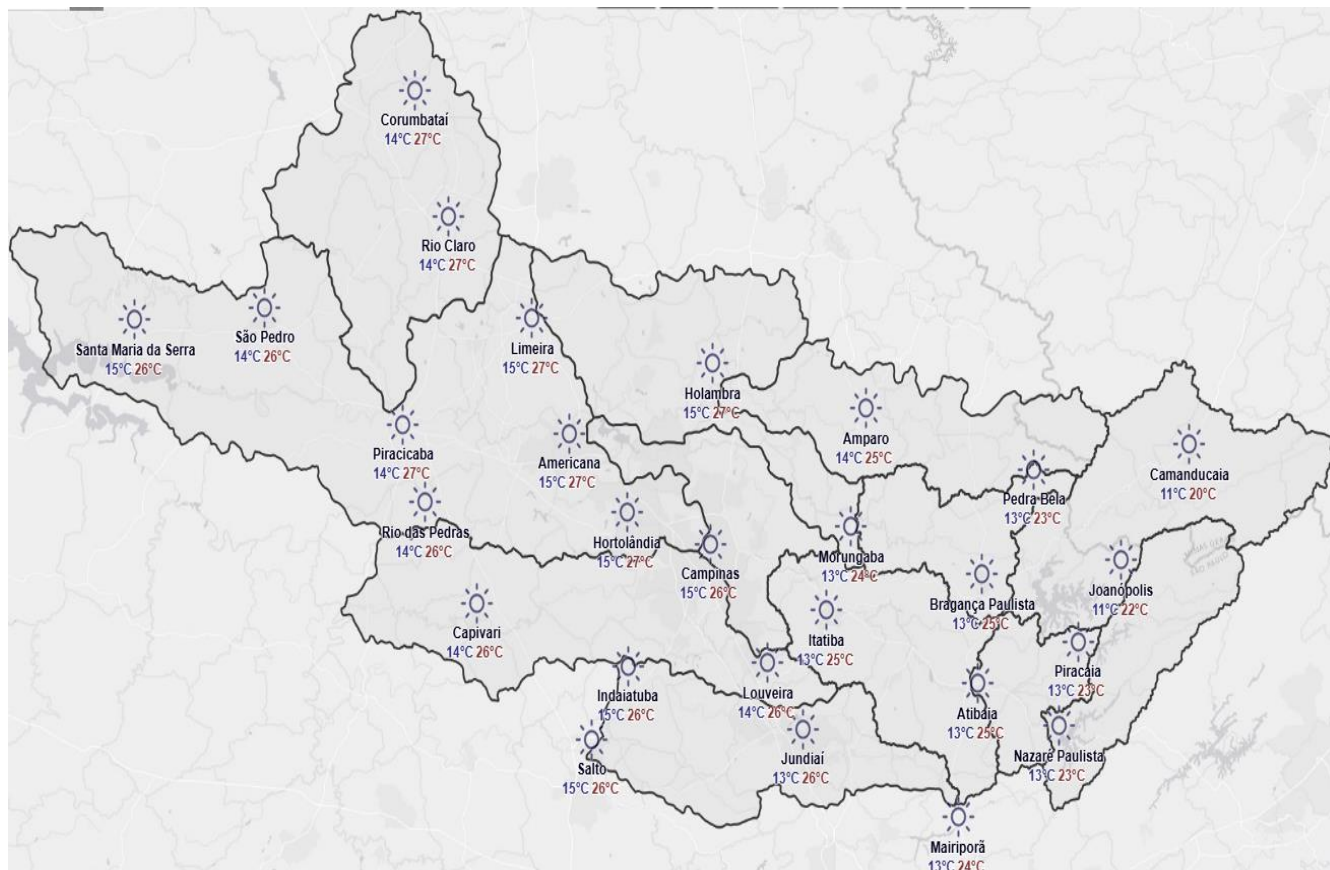 Corumbataí
14°C 27°C
Rio Claro
14°C 27°C
Santa Maria da Serra
15°C 26°C
São Pedro
14°C 26°C
Limeira
15°C 27°C
Holambra
15°C 27°C
Amparo
14°C 25°C
Piracicaba
14°C 27°C
Americana
15°C 27°C
Camanducaia
11°C 20°C
Pedra Bela
13°C 23°C
Rio das Pedras
14°C 26°C
Hortolândia
15°C 27°C
Campinas
15°C 26°C
Morungaba
13°C 24°C
Bragança Paulista
13°C 25°C
Joanópolis
11°C 22°C
Capivari
14°C 26°C
Itatiba
13°C 25°C
Piracaia
13°C 23°C
Indaiatuba
15°C 26°C
Louveira
14°C 26°C
Atibaia
13°C 25°C
Salto
15°C 26°C
Jundiaí
13°C 26°C
Nazaré Paulista
13°C 23°C
Mairiporã
13°C 24°C